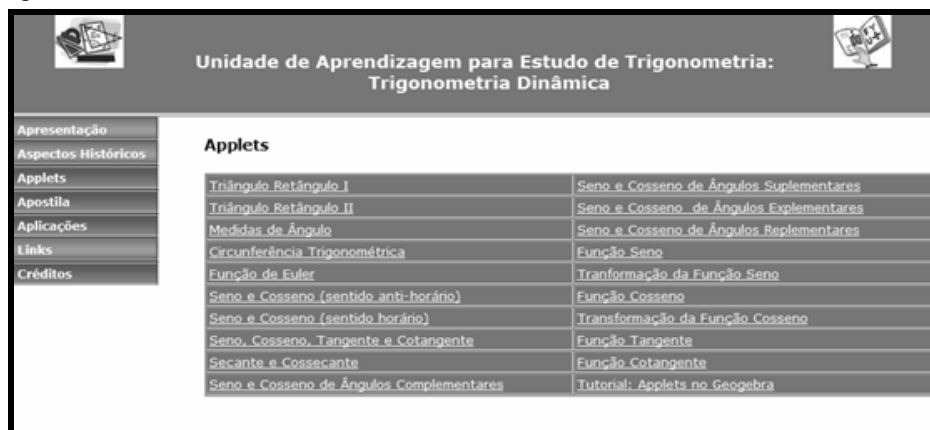 Unidade de Aprendizagem para Estudo de Trigonometria:
Trigonometria Dinâmica
Apresentação
Aspectos Históricos
Applets
Apostila
Aplicações
Links
Créditos
Applets
Triângulo Retângulo I
Seno e Cosseno de Ângulos Suplementares
Triângulo Retângulo II
Seno e Cosseno de Ângulos Explementares
Medidas de Ângulo
Seno e Cosseno de Ângulos Replementares
Circunferência Trigonométrica
Função Seno
Função de Euler
Tranformação da Função Seno
Seno e Cosseno (sentido anti-horário)
Função Cosseno
Seno e Cosseno (sentido horário)
Transformação da Função Cosseno
Seno, Cosseno, Tangente e Cotangente
Função Tangente
Secante e Cossecante
Função Cotangente
Seno e Cosseno de Ângulos Complementares
Tutorial: Applets no Geogebra